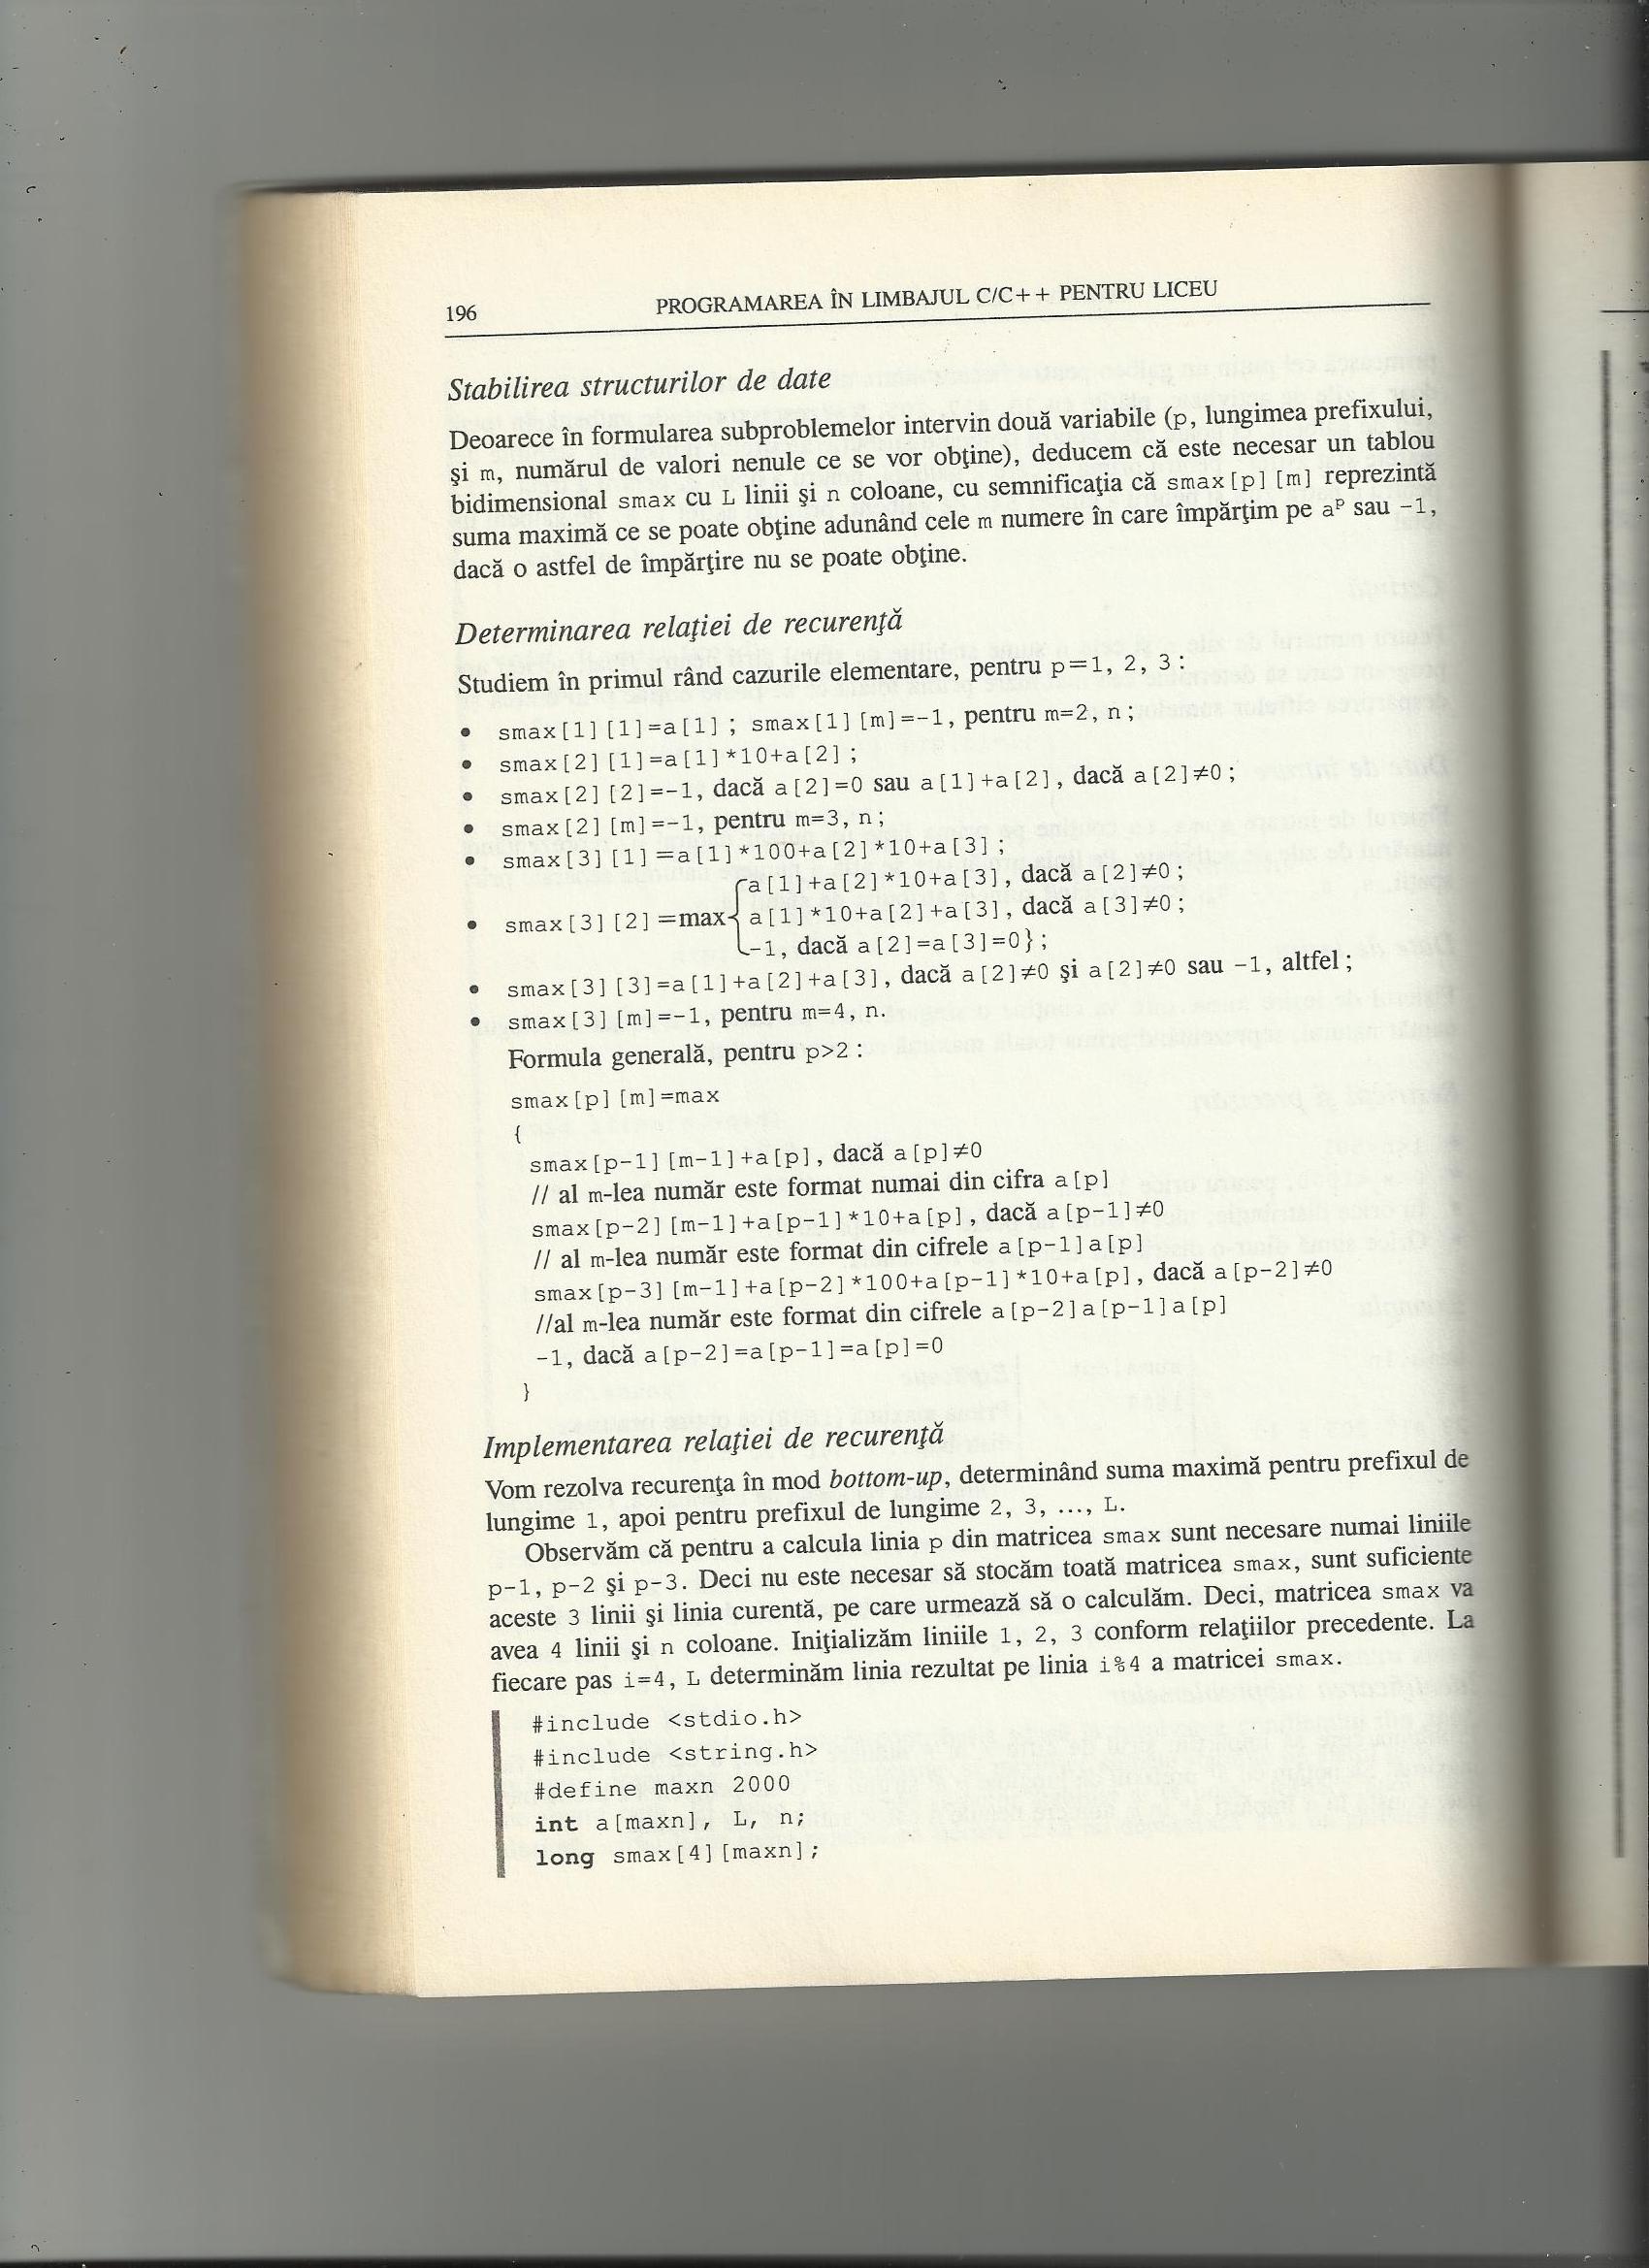 196 PROGRAMAREA ÎN LIMBAJUL C/C++ PENTRU LICEU
Stabilirea structurilor de date
Deoarece în formularea subproblemelor intervin două variabile (p, lungimea prefixului,
şi m, numărul de valori nenule ce se vor obţine), deducem că este necesar un tablou
bidimensional smax cu L linii şi n coloane, cu semnificaţia că smax[p][m] reprezintă
suma maximă ce se poate obţine adunând cele m numere în care împărţim pe aᵖ sau -1,
dacă o astfel de împărţire nu se poate obţine.
Determinarea relaţiei de recurenţă
Studiem în primul rând cazurile elementare, pentru p=1, 2, 3:
• smax[1][1]=a[1]; smax[1][m]=-1, pentru m=2, n;
• smax[2][1]=a[1]*10+a[2];
• smax[2][2]=-1, dacă a[2]=0 sau a[1]+a[2], dacă a[2]≠0;
• smax[2][m]=-1, pentru m=3, n;
• smax[3][1]=a[1]*100+a[2]*10+a[3];
a[1]+a[2]*10+a[3], dacă a[2]≠0;
• smax[3][2]=max{ a[1]*10+a[2]+a[3], dacă a[3]≠0;
-1, dacă a[2]=a[3]=0};
• smax[3][3]=a[1]+a[2]+a[3], dacă a[2]≠0 şi a[2]≠0 sau -1, altfel;
• smax[3][m]=-1, pentru m=4, n.
Formula generală, pentru p>2:
smax[p][m]=max
{
smax[p-1][m-1]+a[p], dacă a[p]≠0
// al m-lea număr este format numai din cifra a[p]
smax[p-2][m-1]+a[p-1]*10+a[p], dacă a[p-1]≠0
// al m-lea număr este format din cifrele a[p-1]a[p]
smax[p-3][m-1]+a[p-2]*100+a[p-1]*10+a[p], dacă a[p-2]≠0
//al m-lea număr este format din cifrele a[p-2]a[p-1]a[p]
-1, dacă a[p-2]=a[p-1]=a[p]=0
}
Implementarea relaţiei de recurenţă
Vom rezolva recurenţa în mod bottom-up, determinând suma maximă pentru prefixul de
lungime 1, apoi pentru prefixul de lungime 2, 3, ..., L.
Observăm că pentru a calcula linia p din matricea smax sunt necesare numai liniile
p-1, p-2 şi p-3. Deci nu este necesar să stocăm toată matricea smax, sunt suficiente
aceste 3 linii şi linia curentă, pe care urmează să o calculăm. Deci, matricea smax va
avea 4 linii şi n coloane. Iniţializăm liniile 1, 2, 3 conform relaţiilor precedente. La
fiecare pas i=4, L determinăm linia rezultat pe linia i%4 a matricei smax.
#include <stdio.h>
#include <string.h>
#define maxn 2000
int a[maxn], L, n;
long smax[4][maxn];